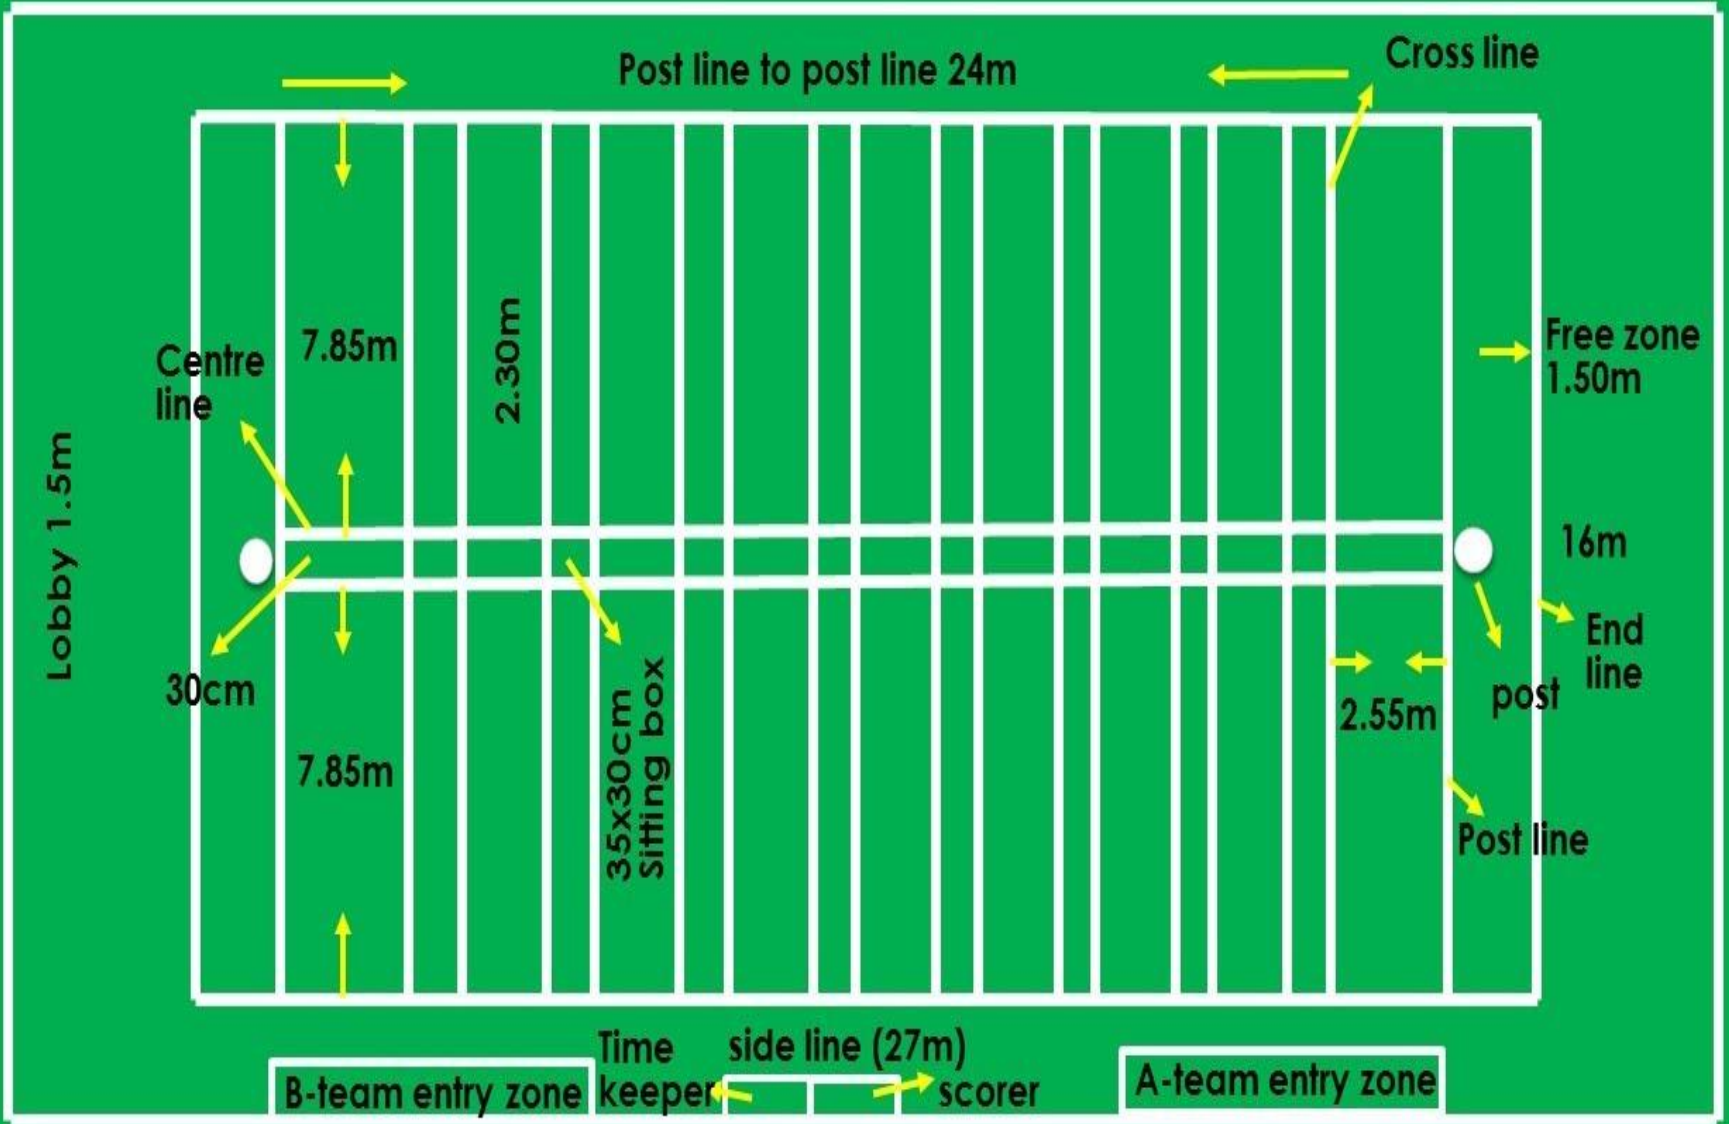 Post line to post line 24m
Cross line
Centre
line
7.85m
2.30m
Free zone
1.50m
Lobby 1.5m
16m
30cm
7.85m
35x30cm
Sitting box
2.55m
post
End
line
Post line
Time
keeper
side line (27m)
scorer
B-team entry zone
A-team entry zone